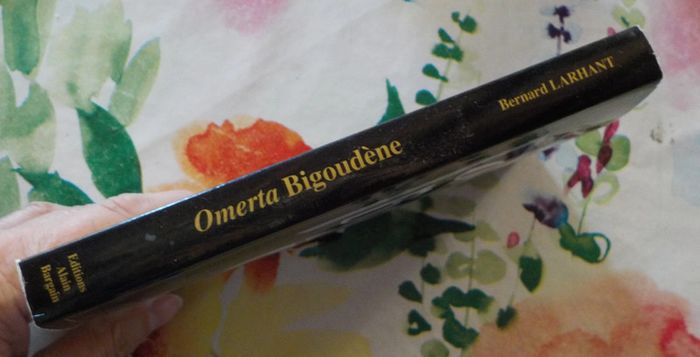 Omerta Bigoudène
Bernard LARHANT
Editions
Alain
Bargain